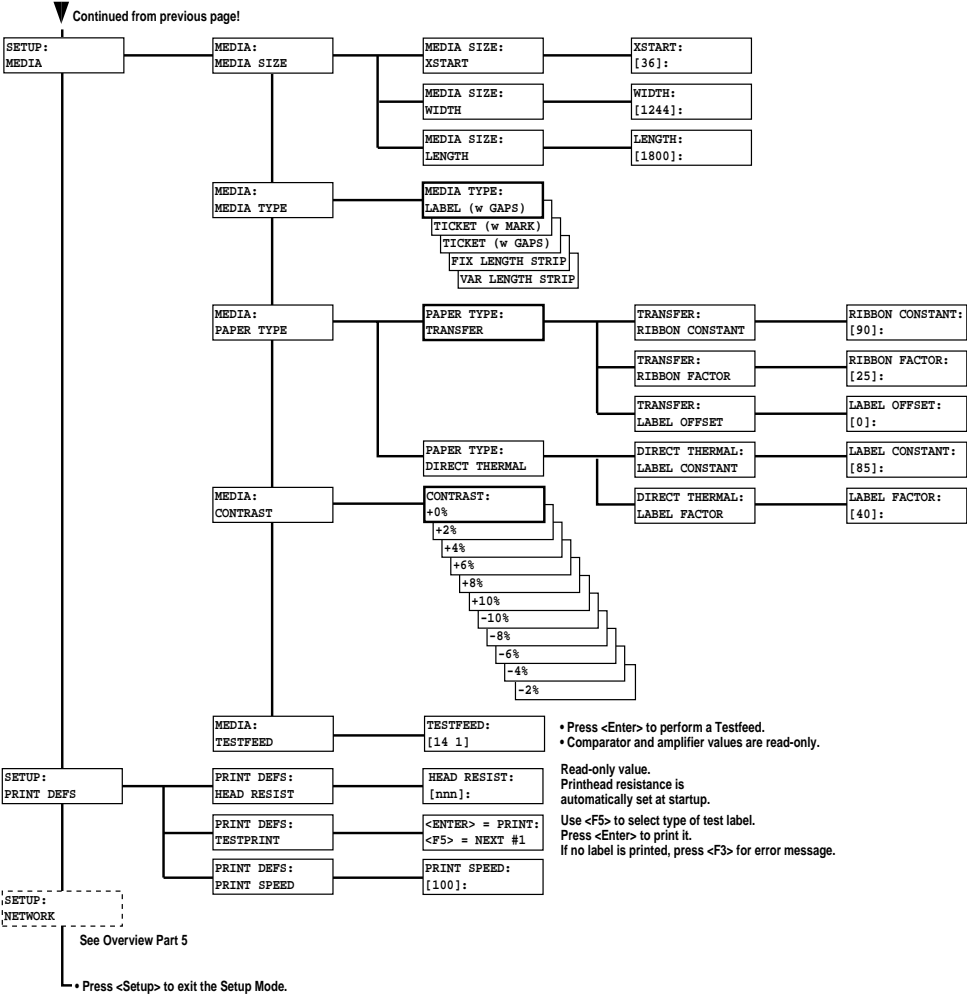 Continued from previous page!
SETUP:
MEDIA
MEDIA:
MEDIA SIZE
MEDIA SIZE:
XSTART
XSTART:
[36]:
MEDIA SIZE:
WIDTH
WIDTH:
[1244]:
MEDIA SIZE:
LENGTH
LENGTH:
[1800]:
MEDIA:
MEDIA TYPE
MEDIA TYPE:
LABEL (w GAPS)
TICKET (w MARK)
TICKET (w GAPS)
FIX LENGTH STRIP
VAR LENGTH STRIP
MEDIA:
PAPER TYPE
PAPER TYPE:
TRANSFER
TRANSFER:
RIBBON CONSTANT
RIBBON CONSTANT:
[90]:
TRANSFER:
RIBBON FACTOR
RIBBON FACTOR:
[25]:
TRANSFER:
LABEL OFFSET
LABEL OFFSET:
[0]:
PAPER TYPE:
DIRECT THERMAL
DIRECT THERMAL:
LABEL CONSTANT
LABEL CONSTANT:
[85]:
DIRECT THERMAL:
LABEL FACTOR
LABEL FACTOR:
[40]:
MEDIA:
CONTRAST
CONTRAST:
+0%
+2%
+4%
+6%
+8%
+10%
-10%
-8%
-6%
-4%
-2%
MEDIA:
TESTFEED
TESTFEED:
[14 1]
• Press <Enter> to perform a Testfeed.
• Comparator and amplifier values are read-only.
SETUP:
PRINT DEFS
PRINT DEFS:
HEAD RESIST
HEAD RESIST:
[nnn]:
Read-only value.
Printhead resistance is
automatically set at startup.
PRINT DEFS:
TESTPRINT
<ENTER> = PRINT:
<F5> = NEXT #1
Use <F5> to select type of test label.
Press <Enter> to print it.
If no label is printed, press <F3> for error message.
PRINT DEFS:
PRINT SPEED
PRINT SPEED:
[100]:
SETUP:
NETWORK
See Overview Part 5
• Press <Setup> to exit the Setup Mode.